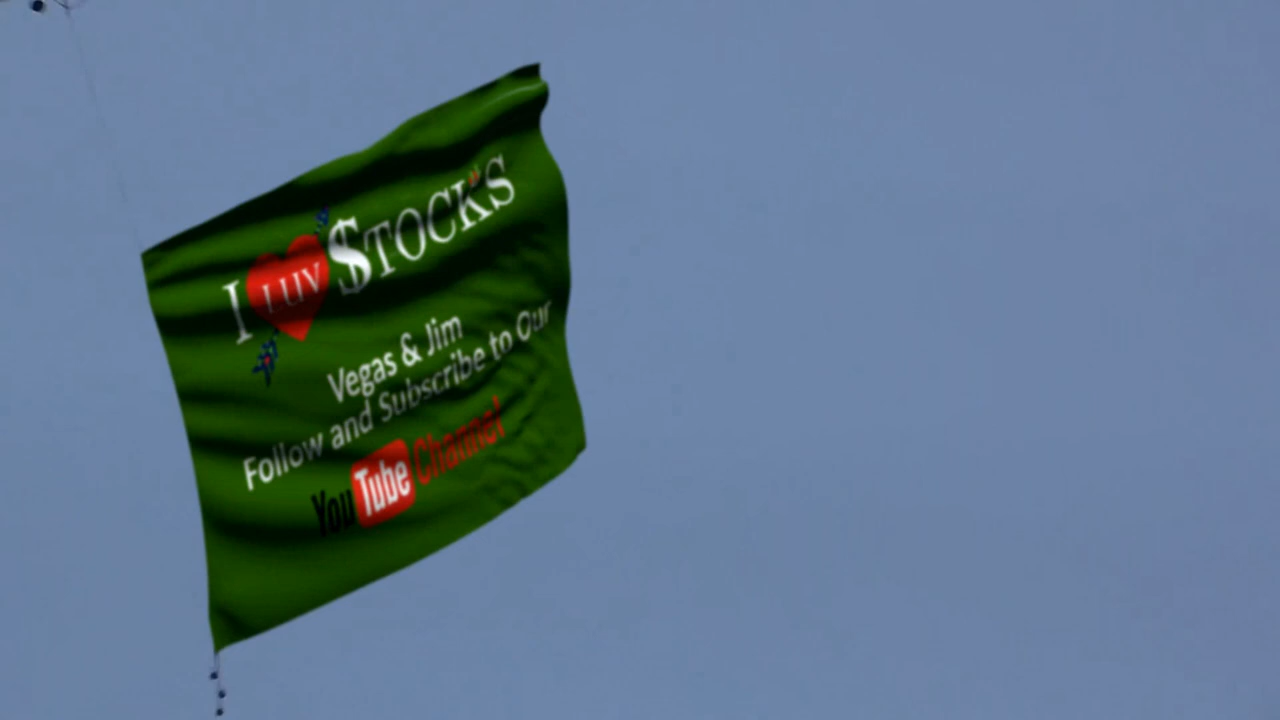 I LUV $TOCKS
Vegas & Jim
Follow and Subscribe to Our
YouTube Channel